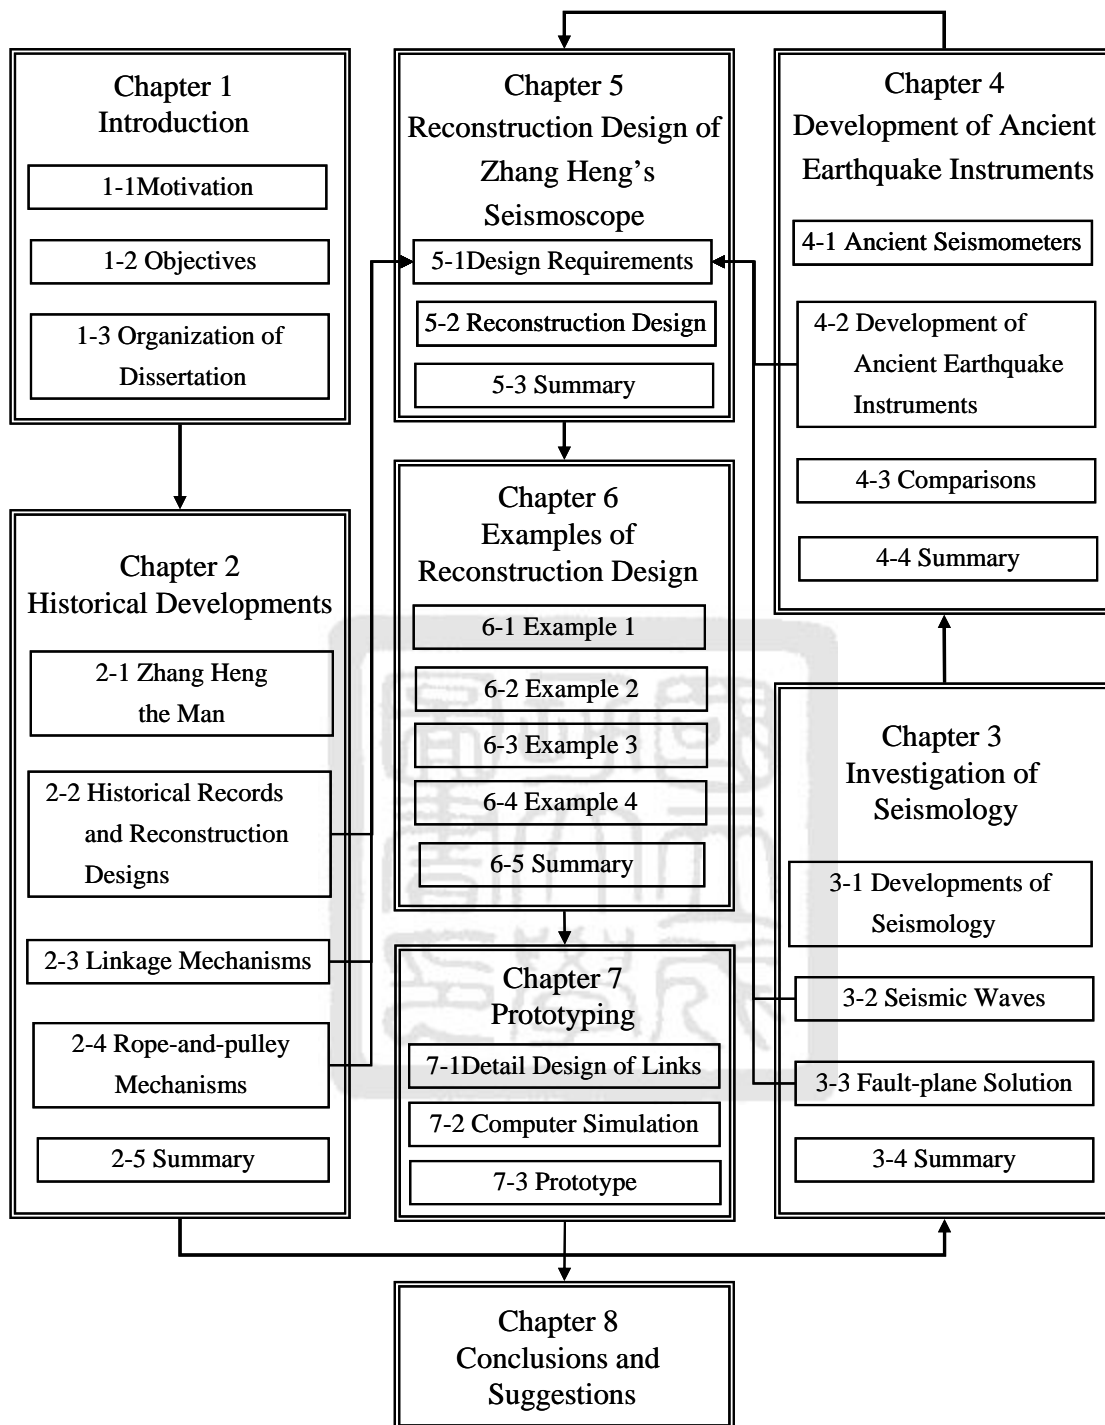 Chapter 1
Introduction
1-1Motivation
1-2 Objectives
1-3 Organization of
Dissertation
Chapter 2
Historical Developments
2-1 Zhang Heng
the Man
2-2 Historical Records
and Reconstruction
Designs
2-3 Linkage Mechanisms
2-4 Rope-and-pulley
Mechanisms
2-5 Summary
Chapter 5
Reconstruction Design of
Zhang Heng’s
Seismoscope
5-1Design Requirements
5-2 Reconstruction Design
5-3 Summary
Chapter 6
Examples of
Reconstruction Design
6-1 Example 1
6-2 Example 2
6-3 Example 3
6-4 Example 4
6-5 Summary
Chapter 7
Prototyping
7-1Detail Design of Links
7-2 Computer Simulation
7-3 Prototype
Chapter 8
Conclusions and
Suggestions
Chapter 4
Development of Ancient
Earthquake Instruments
4-1 Ancient Seismometers
4-2 Development of
Ancient Earthquake
Instruments
4-3 Comparisons
4-4 Summary
Chapter 3
Investigation of
Seismology
3-1 Developments of
Seismology
3-2 Seismic Waves
3-3 Fault-plane Solution
3-4 Summary